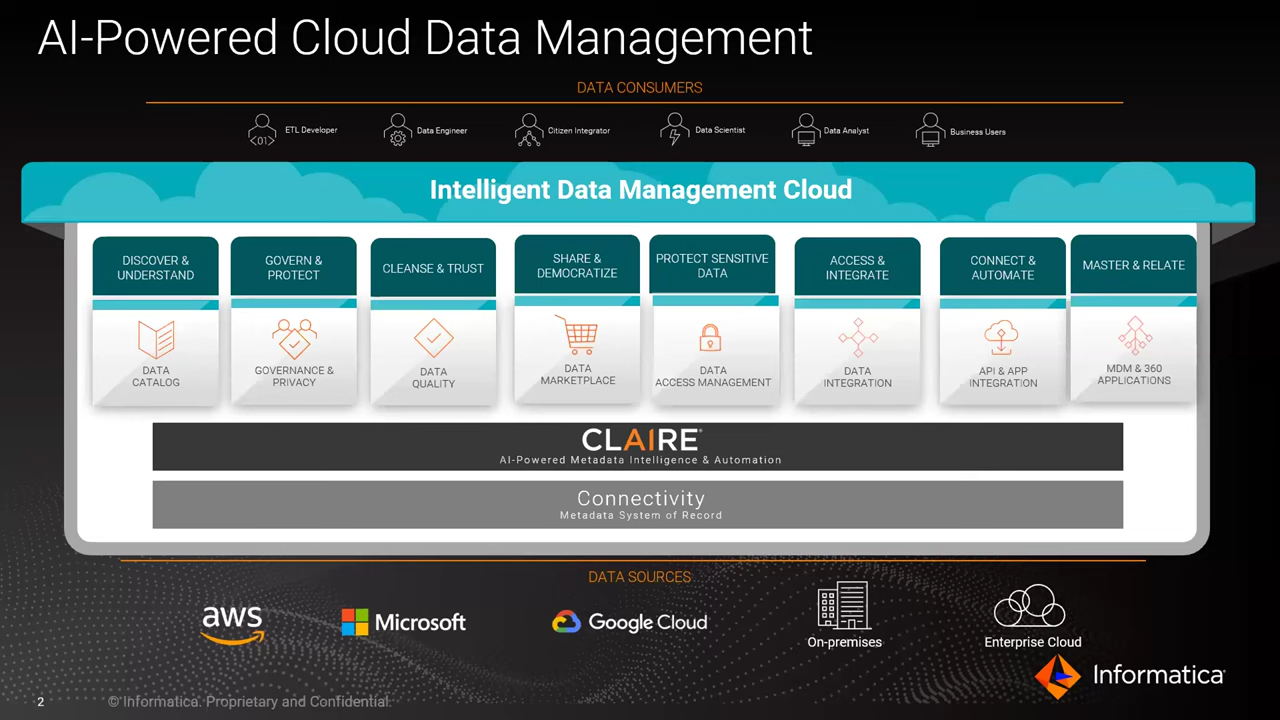 AI-Powered Cloud Data Management
DATA CONSUMERS
<01>
ETL Developer
Data Engineer
Citizen Integrator
Data Scientist
Data Analyst
Business Users
Intelligent Data Management Cloud
DISCOVER &
UNDERSTAND
DATA
CATALOG
GOVERN &
PROTECT
GOVERNANCE &
PRIVACY
CLEANSE & TRUST
DATA
QUALITY
SHARE &
DEMOCRATIZE
DATA
MARKETPLACE
PROTECT SENSITIVE
DATA
DATA
ACCESS MANAGEMENT
ACCESS &
INTEGRATE
DATA
INTEGRATION
CONNECT &
AUTOMATE
API & APP
INTEGRATION
MASTER & RELATE
MDM & 360
APPLICATIONS
CLAIRE®
AI-Powered Metadata Intelligence & Automation
Connectivity
Metadata System of Record
DATA SOURCES
aws
Microsoft
Google Cloud
On-premises
Enterprise Cloud
Informatica®
2
© Informatica. Proprietary and Confidential.